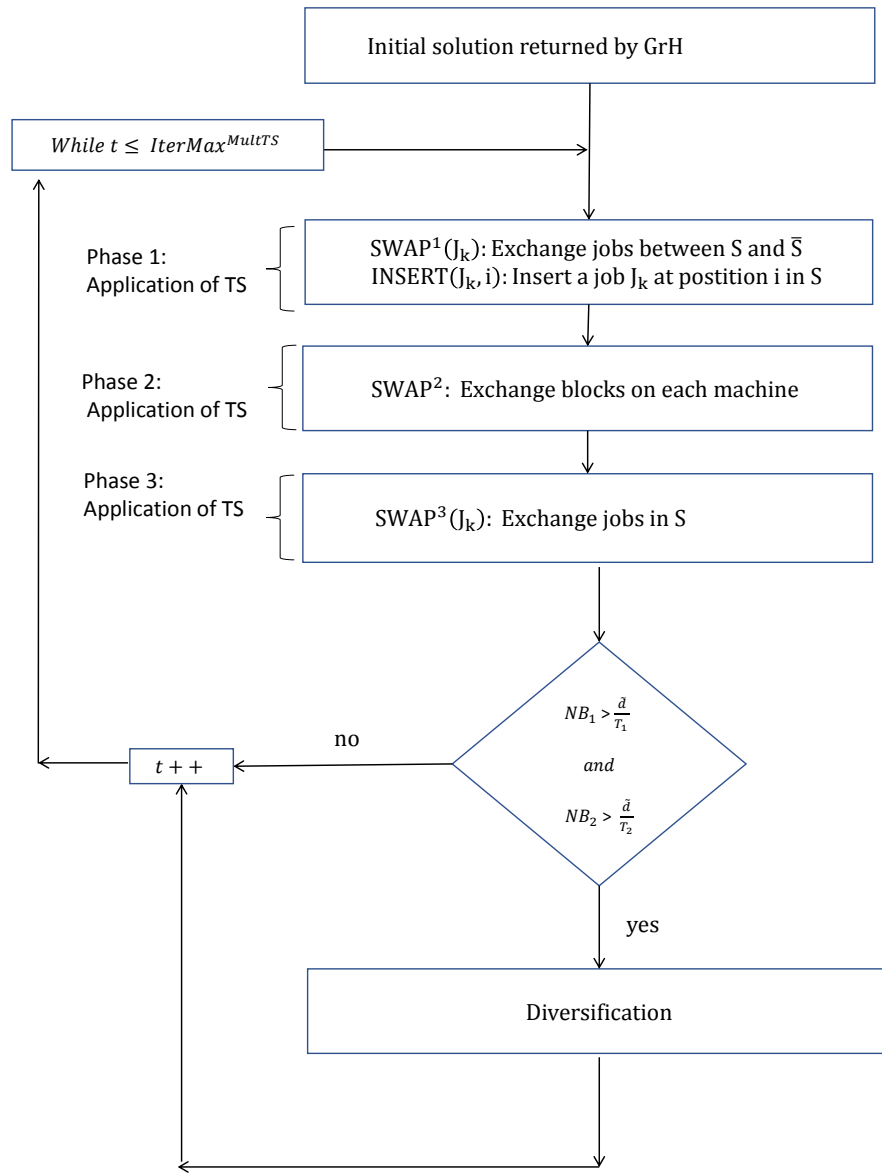 Initial solution returned by GrH
While t ≤ IterMax^MultTS
Phase 1:
Application of TS
SWAP¹(Jₖ): Exchange jobs between S and S̄
INSERT(Jₖ, i): Insert a job Jₖ at postition i in S
Phase 2:
Application of TS
SWAP²: Exchange blocks on each machine
Phase 3:
Application of TS
SWAP³(Jₖ): Exchange jobs in S
NB₁ > d̃/T₁
and
NB₂ > d̃/T₂
no
t + +
yes
Diversification